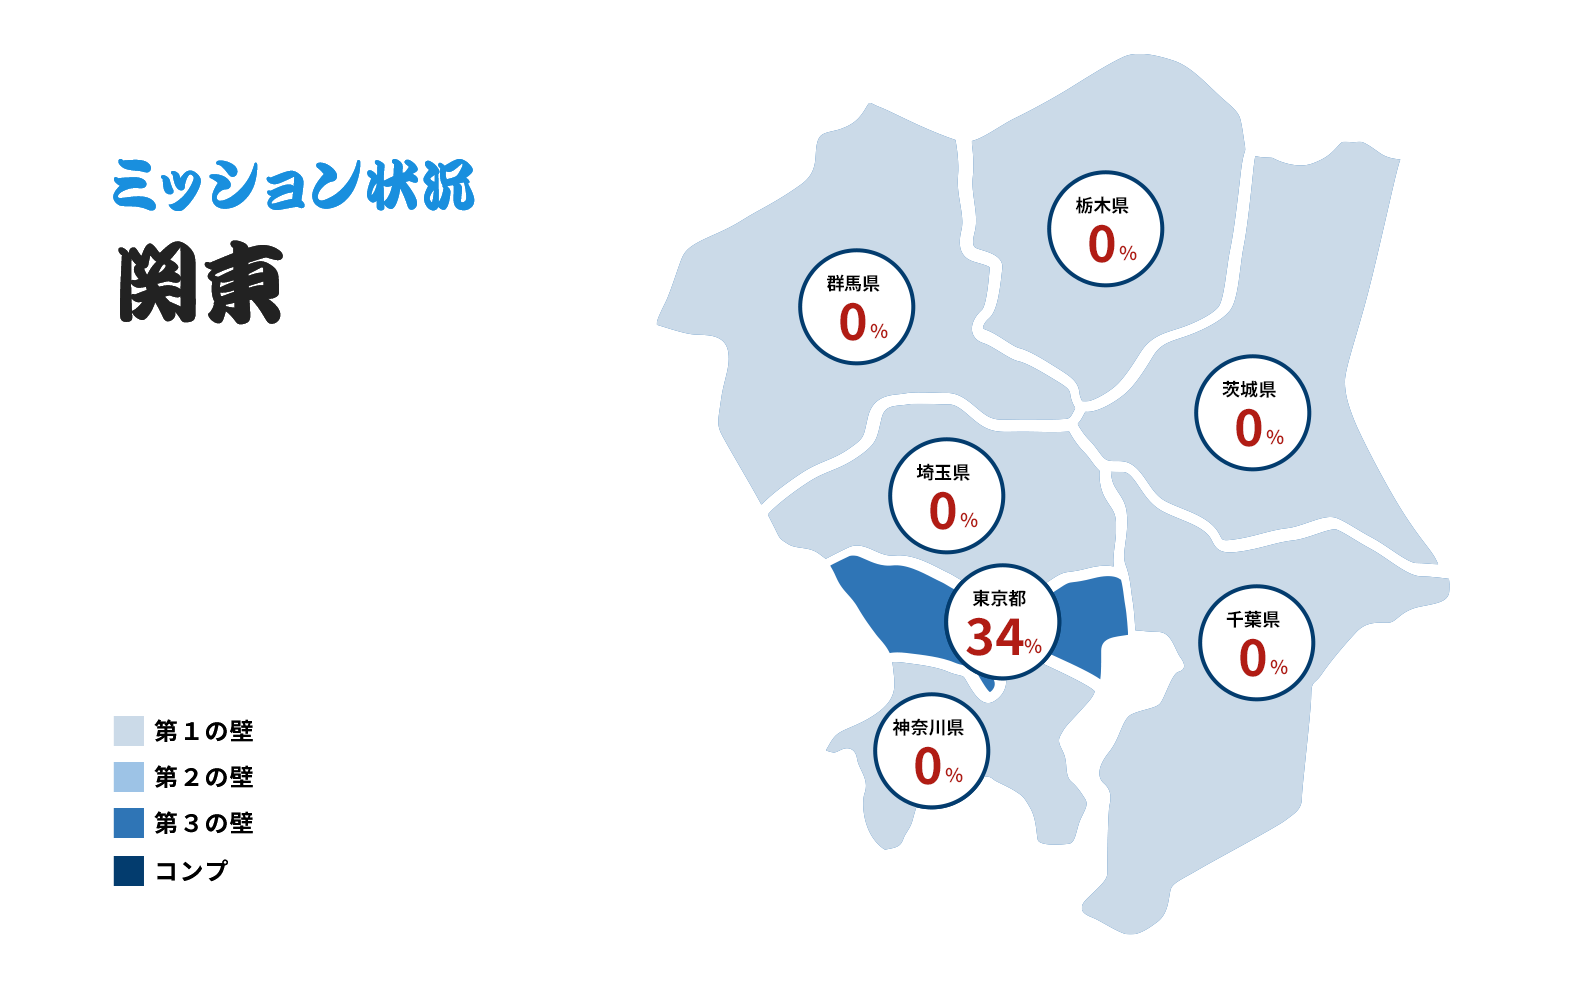 ミッション状況
関東
栃木県
0%
群馬県
0%
茨城県
0%
埼玉県
0%
東京都
34%
千葉県
0%
神奈川県
0%
第１の壁
第２の壁
第３の壁
コンプ